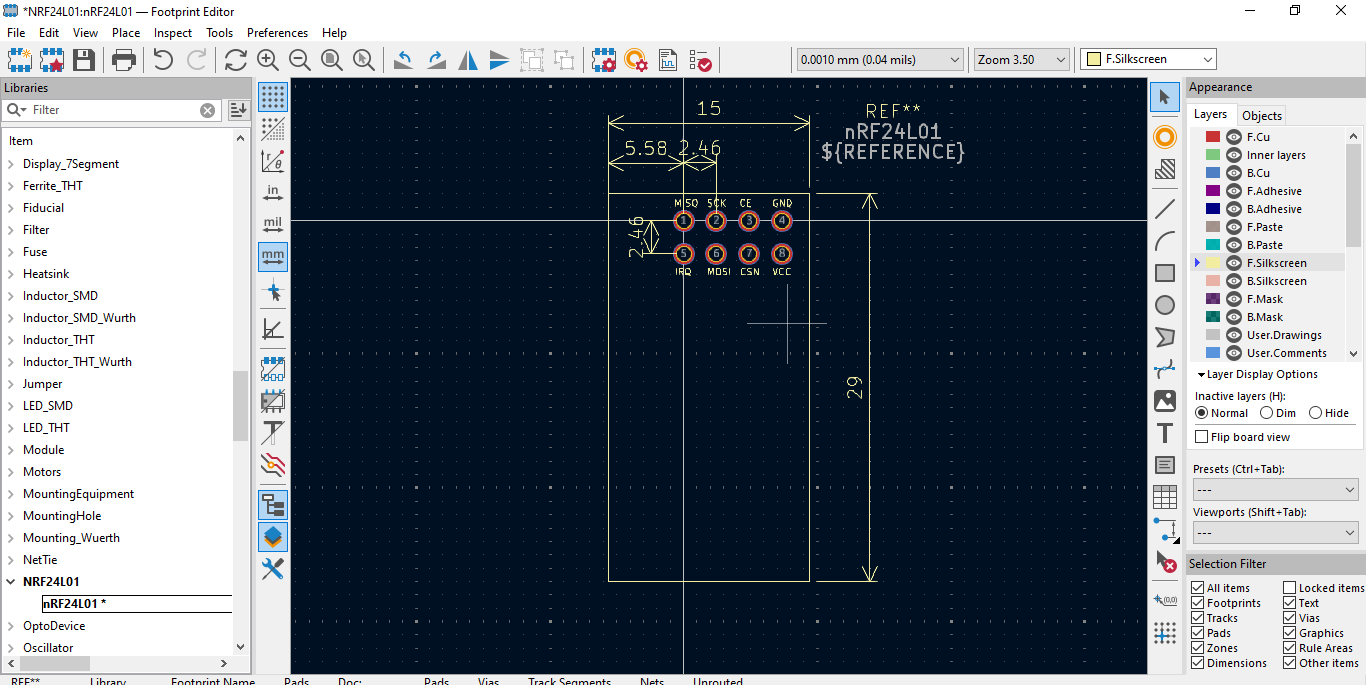 *NRF24L01:nRF24L01 — Footprint Editor
File Edit View Place Inspect Tools Preferences Help
0.0010 mm (0.04 mils) Zoom 3.50 F.Silkscreen
Libraries
Filter
Item
Display_7Segment
Ferrite_THT
Fiducial
Filter
Fuse
Heatsink
Inductor_SMD
Inductor_SMD_Wurth
Inductor_THT
Inductor_THT_Wurth
Jumper
LED_SMD
LED_THT
Module
Motors
MountingEquipment
MountingHole
Mounting_Wuerth
NetTie
NRF24L01
nRF24L01 *
OptoDevice
Oscillator
r
θ
in
mil
mm
15
REF**
nRF24L01
${REFERENCE}
5.58 2.46
MISO SCK CE GND
1 2 3 4
2.46
5 6 7 8
IRQ MOSI CSN VCC
29
T
(0,0)
Appearance
Layers Objects
F.Cu
Inner layers
B.Cu
F.Adhesive
B.Adhesive
F.Paste
B.Paste
F.Silkscreen
B.Silkscreen
F.Mask
B.Mask
User.Drawings
User.Comments
Layer Display Options
Inactive layers (H):
Normal Dim Hide
Flip board view
Presets (Ctrl+Tab):
---
Viewports (Shift+Tab):
---
Selection Filter
All items Locked items
Footprints Text
Tracks Vias
Pads Graphics
Zones Rule Areas
Dimensions Other items
REF** Library Footprint Name Pads Doc: Pads Vias Track Segments Nets Unrouted